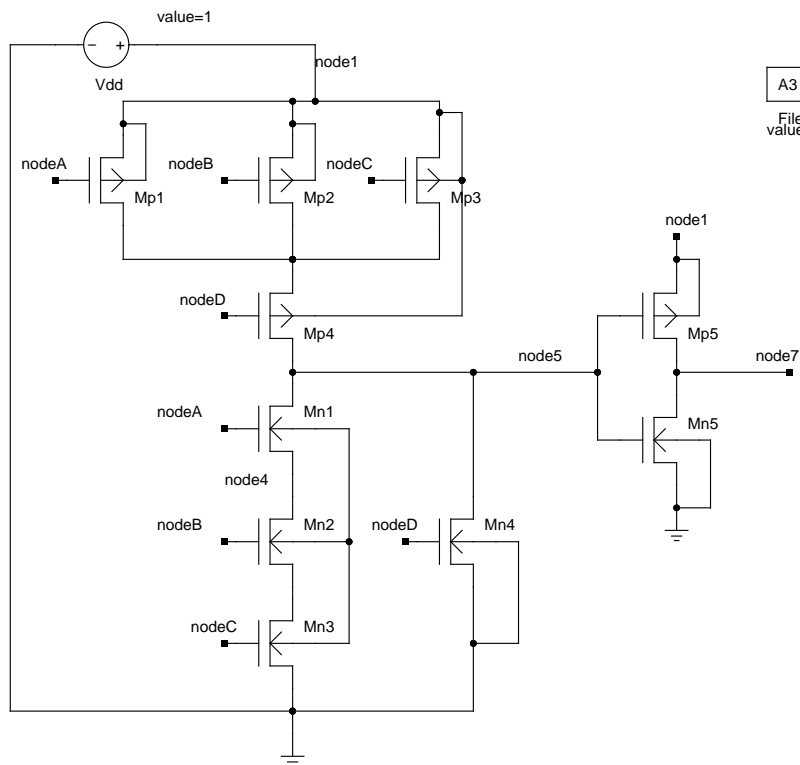 value=1
− +
Vdd
node1
A3
File
value
nodeA
nodeB
nodeC
Mp1
Mp2
Mp3
node1
nodeD
Mp4
Mp5
node5
node7
nodeA
Mn1
Mn5
node4
nodeB
Mn2
nodeD
Mn4
nodeC
Mn3